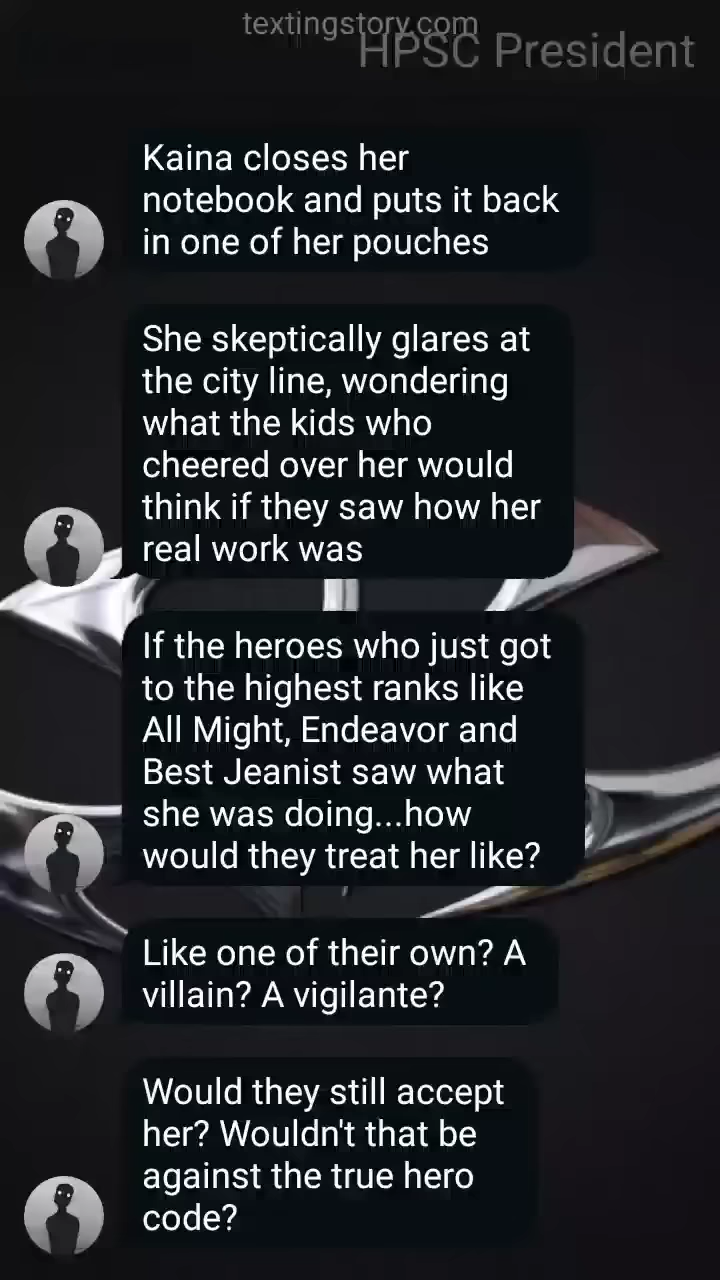 textingstory.com
HPSC President
Kaina closes her
notebook and puts it back
in one of her pouches
She skeptically glares at
the city line, wondering
what the kids who
cheered over her would
think if they saw how her
real work was
If the heroes who just got
to the highest ranks like
All Might, Endeavor and
Best Jeanist saw what
she was doing...how
would they treat her like?
Like one of their own? A
villain? A vigilante?
Would they still accept
her? Wouldn't that be
against the true hero
code?